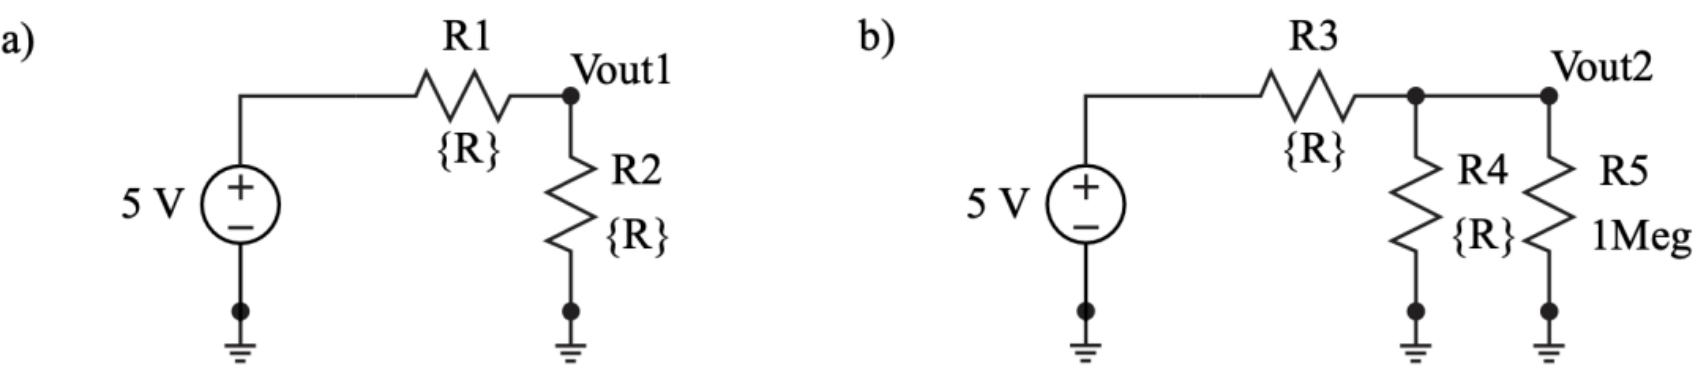 a)
R1
Vout1
{R}
5 V
+
−
R2
{R}
b)
R3
Vout2
{R}
5 V
+
−
R4
{R}
R5
1Meg